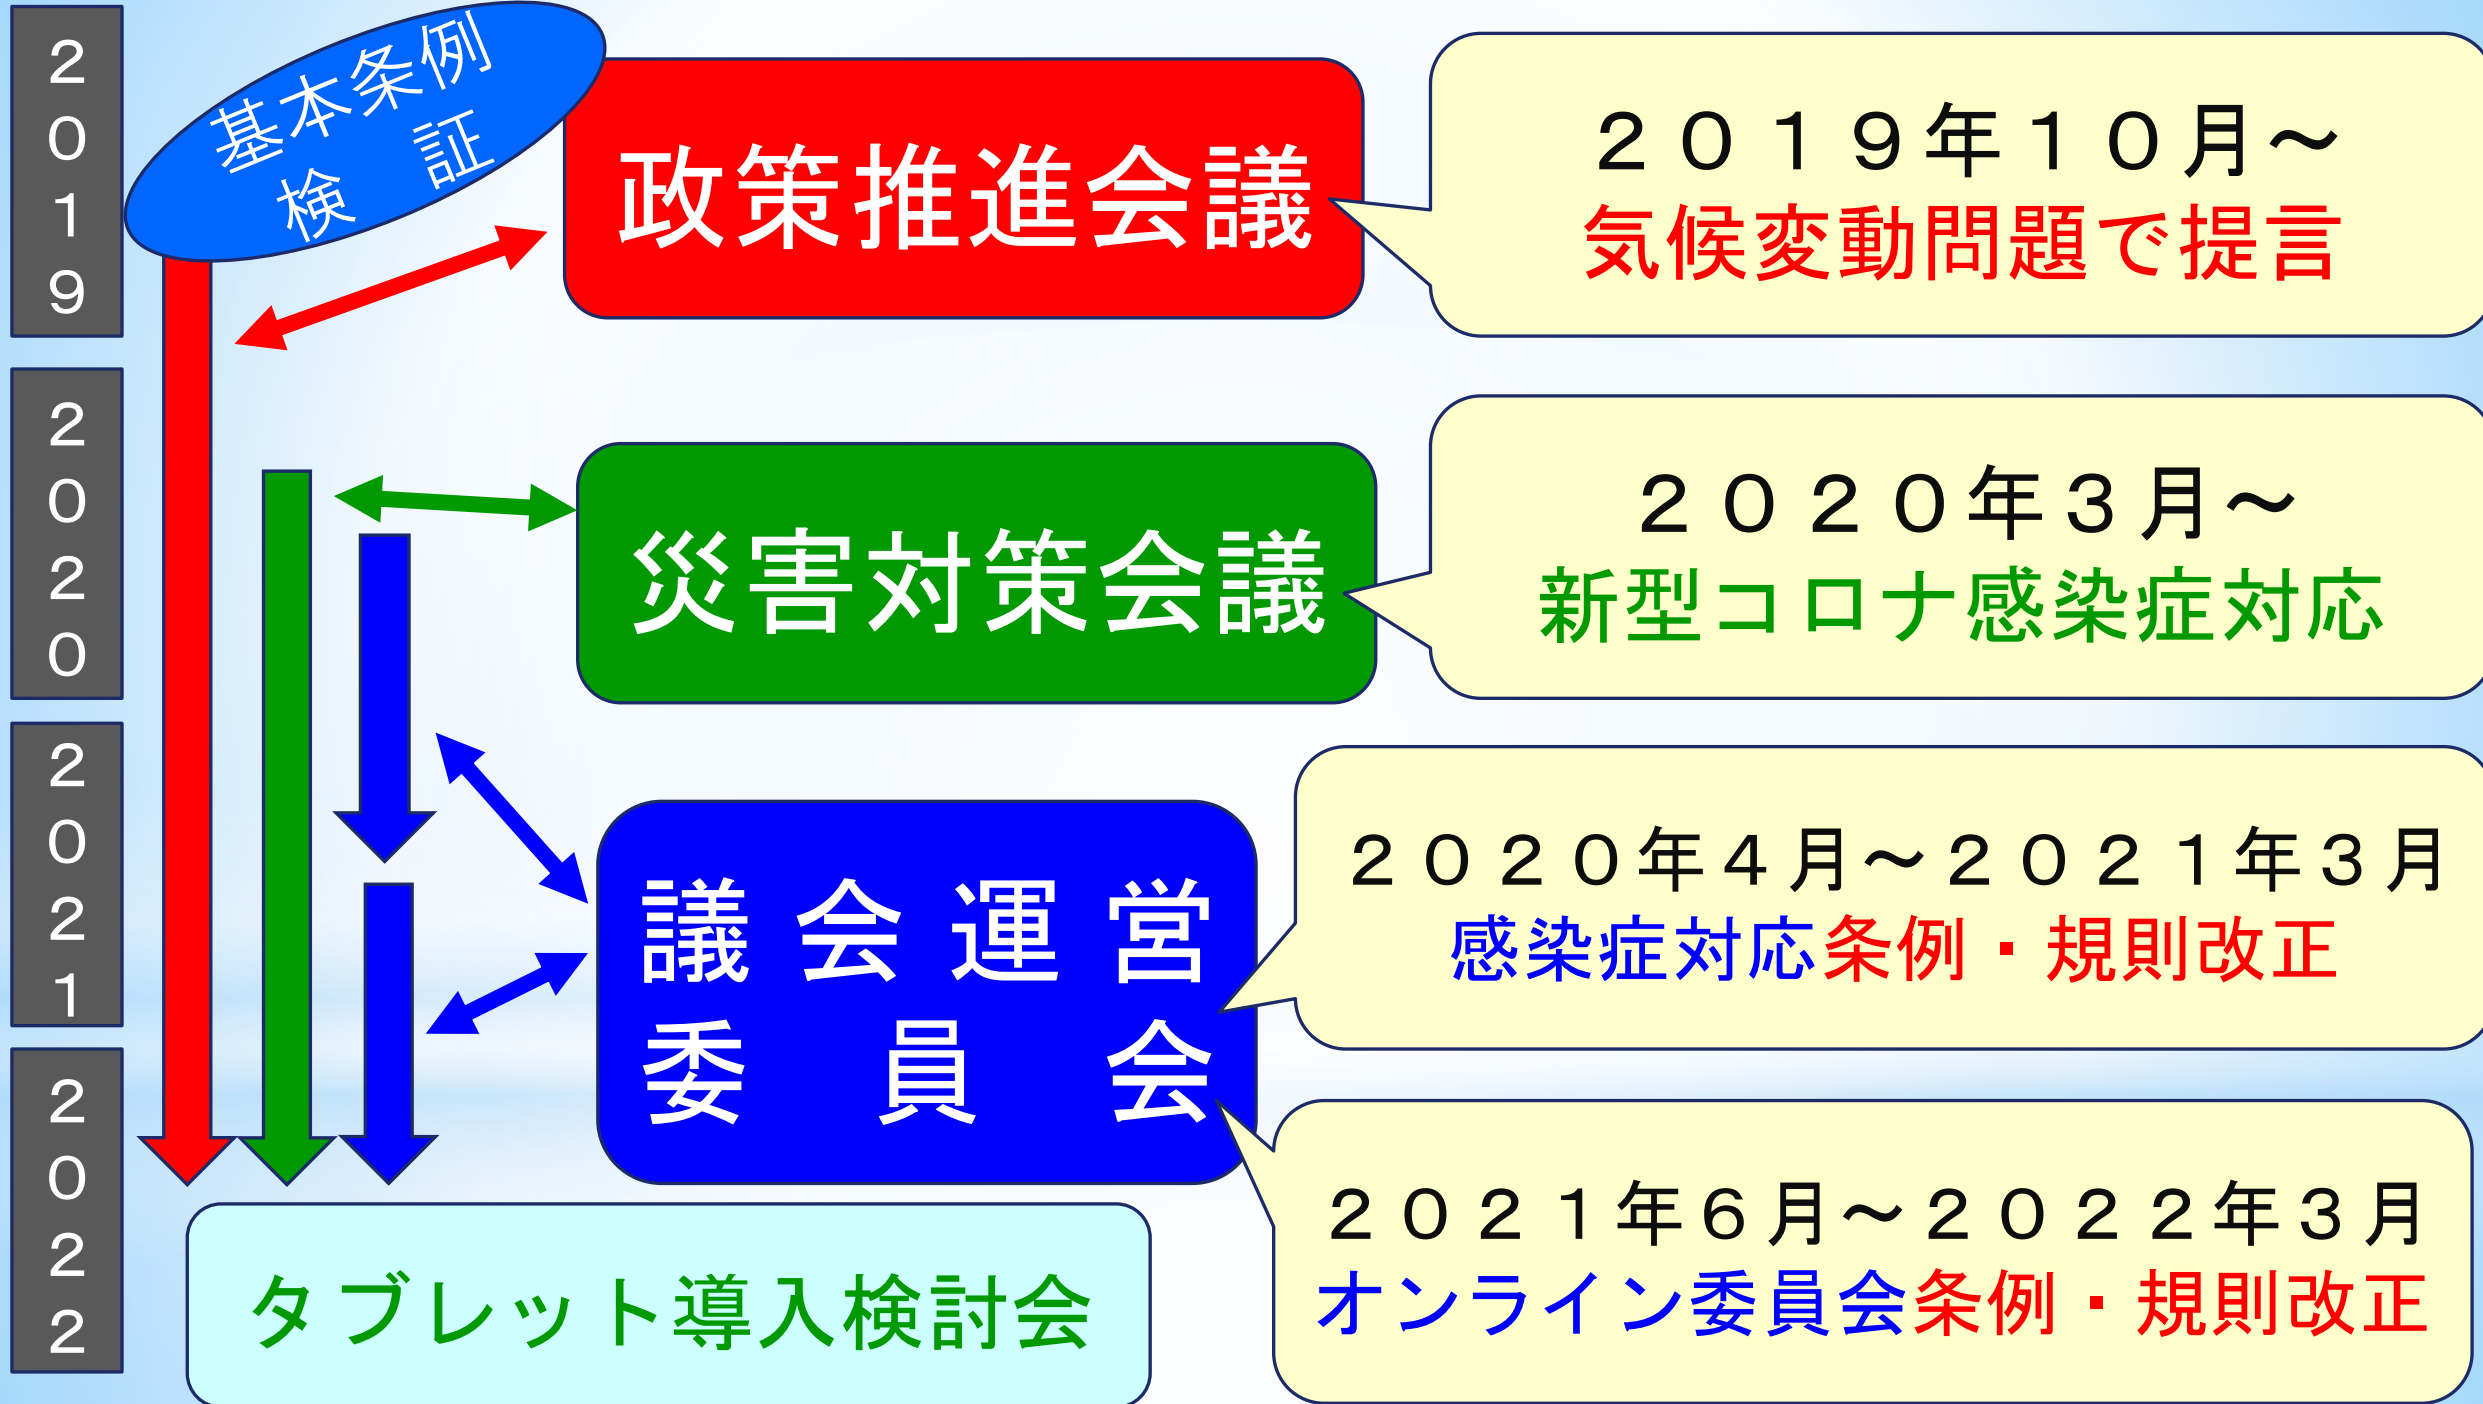 ２０１９
基本条例
検　証
政策推進会議
２０１９年１０月～
気候変動問題で提言
２０２０
災害対策会議
２０２０年３月～
新型コロナ感染症対応
２０２１
議会運営
委員会
２０２０年４月～２０２１年３月
感染症対応条例・規則改正
２０２２
２０２１年６月～２０２２年３月
オンライン委員会条例・規則改正
タブレット導入検討会